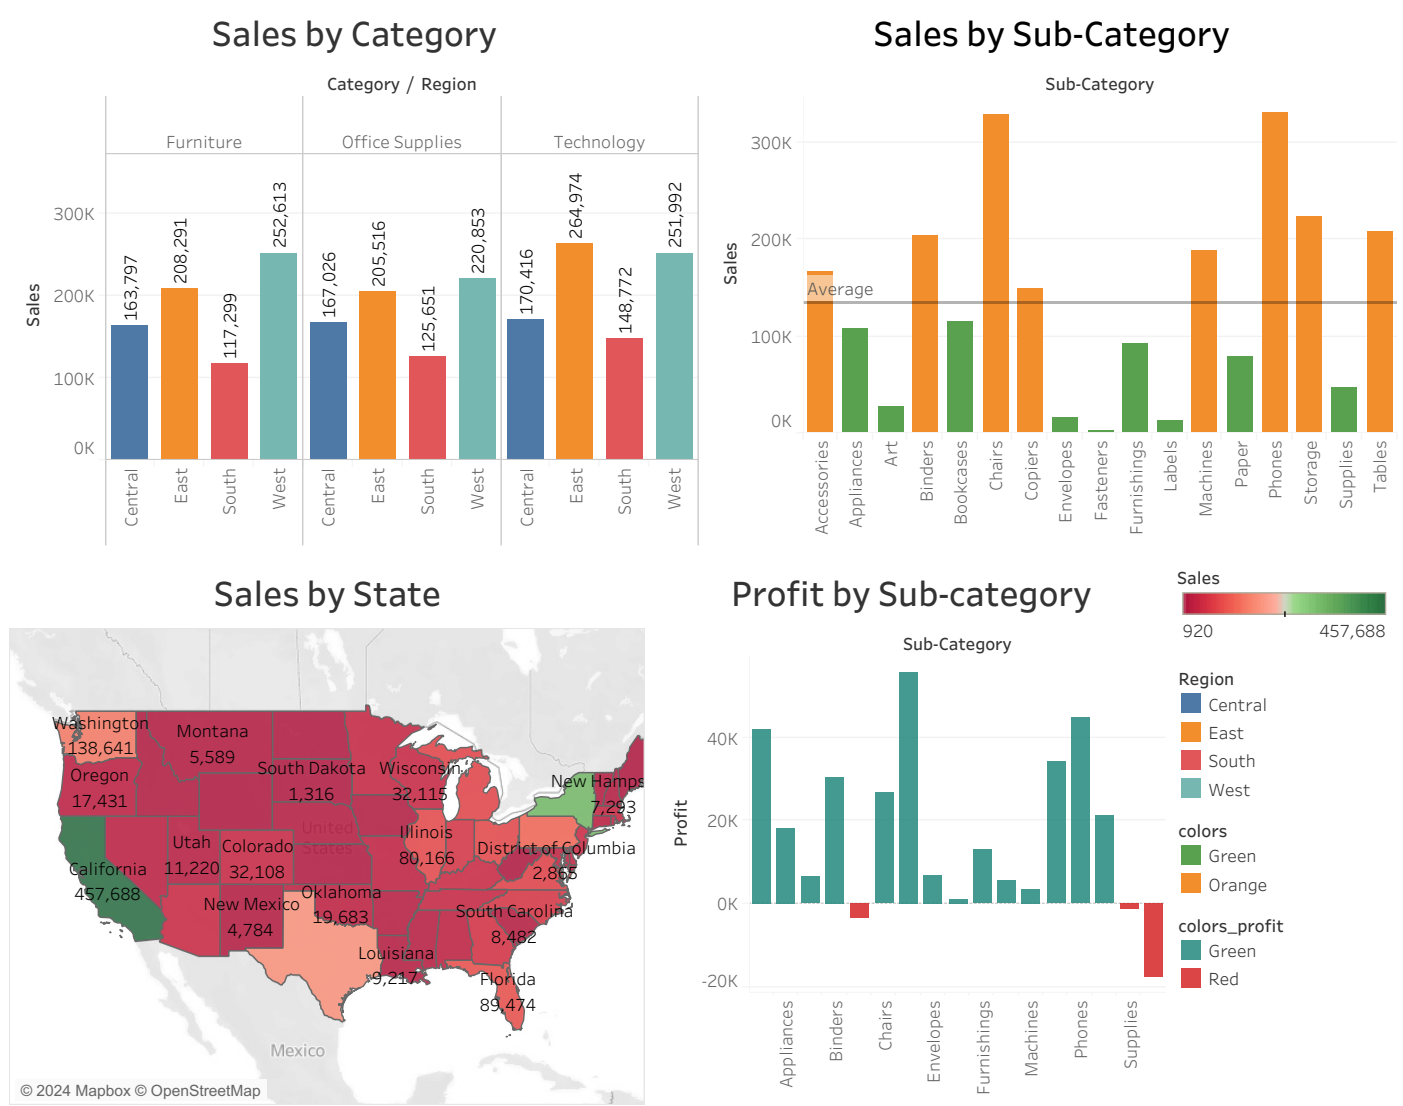 Sales by Category
Category / Region
Furniture
Office Supplies
Technology
Sales
300K
200K
100K
0K
163,797
208,291
117,299
252,613
167,026
205,516
125,651
220,853
170,416
264,974
148,772
251,992
Central
East
South
West
Central
East
South
West
Central
East
South
West
Sales by Sub-Category
Sub-Category
Sales
300K
200K
100K
0K
Average
Accessories
Appliances
Art
Binders
Bookcases
Chairs
Copiers
Envelopes
Fasteners
Furnishings
Labels
Machines
Paper
Phones
Storage
Supplies
Tables
Sales by State
Washington
138,641
Montana
5,589
Oregon
17,431
South Dakota
1,316
Wisconsin
32,115
New Hamps
7,293
United
States
Utah
11,220
Colorado
32,108
Illinois
80,166
District of Columbia
2,865
California
457,688
New Mexico
4,784
Oklahoma
19,683
South Carolina
8,482
Louisiana
9,217
Florida
89,474
Mexico
© 2024 Mapbox © OpenStreetMap
Profit by Sub-category
Sub-Category
Profit
40K
20K
0K
-20K
Appliances
Binders
Chairs
Envelopes
Furnishings
Machines
Phones
Supplies
Sales
920
457,688
Region
Central
East
South
West
colors
Green
Orange
colors_profit
Green
Red